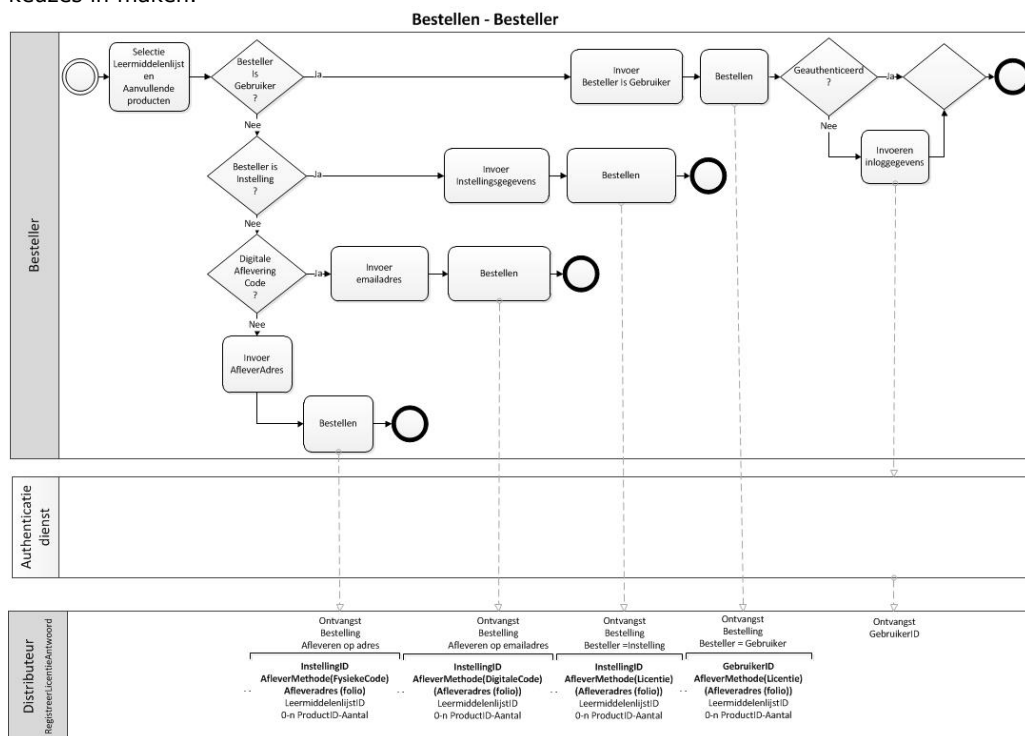 keuzes in maken.
Bestellen - Besteller
Besteller
Selectie
Leermiddelenlijst
en
Aanvullende
producten
Besteller
Is
Gebruiker
?
Ja
Invoer
Besteller is Gebruiker
Bestellen
Geauthenticeerd
?
Ja
Nee
Invoeren
inloggegevens
Nee
Besteller is
Instelling
?
Ja
Invoer
Instellingsgegevens
Bestellen
Nee
Digitale
Aflevering
Code
?
Ja
Invoer
emailadres
Bestellen
Nee
Invoer
AfleverAdres
Bestellen
Authenticatie
dienst
Distributeur
RegistreerLicentieAntwoord
Ontvangst
Bestelling
Afleveren op adres
InstellingID
AfleverMethode(FysiekeCode)
Afleveradres (folio)
LeermiddelenlijstID
0-n ProductID-Aantal
Ontvangst
Bestelling
Afleveren op emailadres
InstellingID
AfleverMethode(DigitaleCode)
(Afleveradres (folio))
LeermiddelenlijstID
0-n ProductID-Aantal
Ontvangst
Bestelling
Besteller =Instelling
InstellingID
AfleverMethode(Licentie)
(Afleveradres (folio))
LeermiddelenlijstID
0-n ProductID-Aantal
Ontvangst
Bestelling
Besteller = Gebruiker
GebruikerID
AfleverMethode(Licentie)
(Afleveradres (folio))
LeermiddelenlijstID
0-n ProductID-Aantal
Ontvangst
GebruikerID